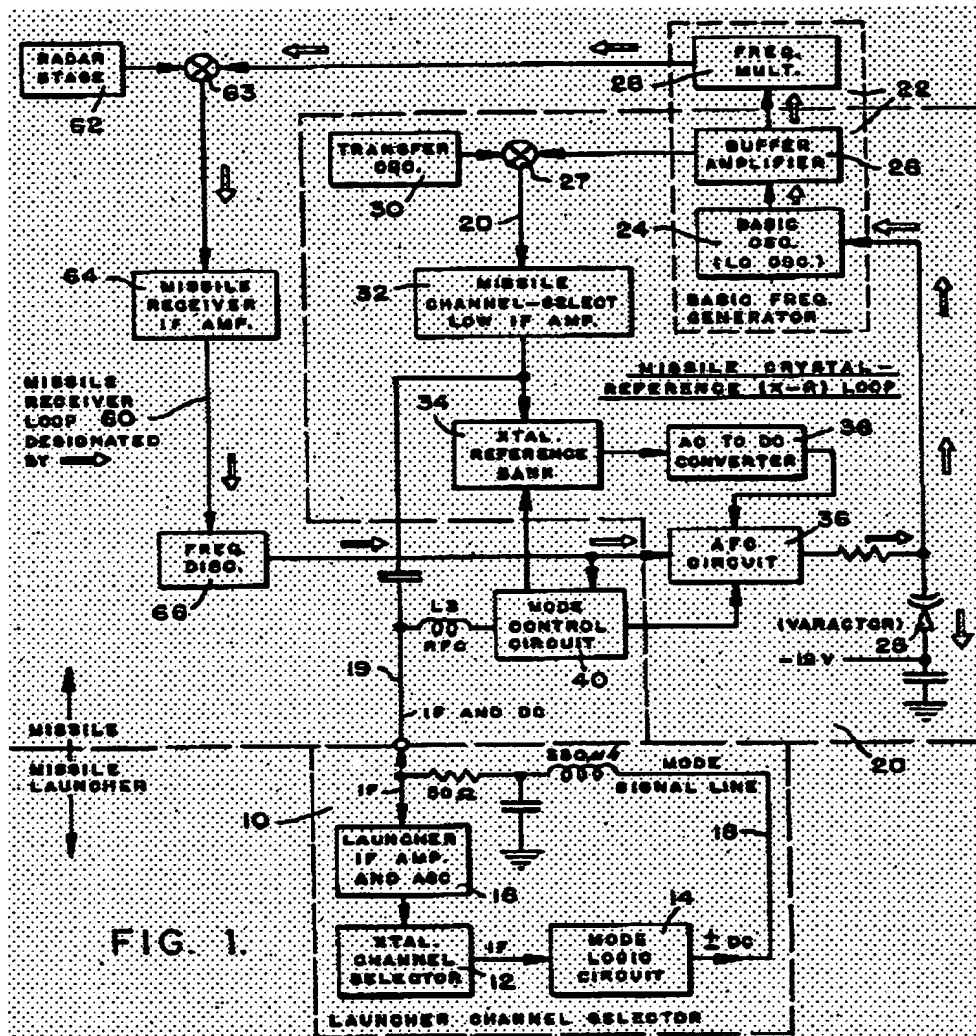 RADAR STAGE
62
63
FREQ. MULT.
28
22
22
TRANSFER OSC.
30
27
BUFFER AMPLIFIER
26
20
24
BASIC OSC. (LO OSC.)
BASIC FREQ. GENERATOR
64
MISSILE RECEIVER IF AMP.
32
MISSILE CHANNEL-SELECT LOW IF AMP.
MISSILE CRYSTAL-
REFERENCE (X-R) LOOP
MISSILE
RECEIVER
LOOP 60
DESIGNATED
BY
34
XTAL. REFERENCE BANK
AC TO DC CONVERTER
38
FREQ. DISC.
66
AFC CIRCUIT
36
L3
RFC
MODE CONTROL CIRCUIT
40
(VARACTOR)
25
-12V
19
IF AND DC
MISSILE
MISSILE LAUNCHER
20
IF
50Ω
MODE SIGNAL LINE
18
10
LAUNCHER IF AMP. AND AGC
16
14
XTAL. CHANNEL SELECTOR
12
IF
MODE LOGIC CIRCUIT
± DC
FIG. 1.
LAUNCHER CHANNEL SELECTOR